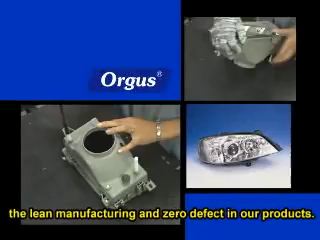 Orgus®
the lean manufacturing and zero defect in our products.